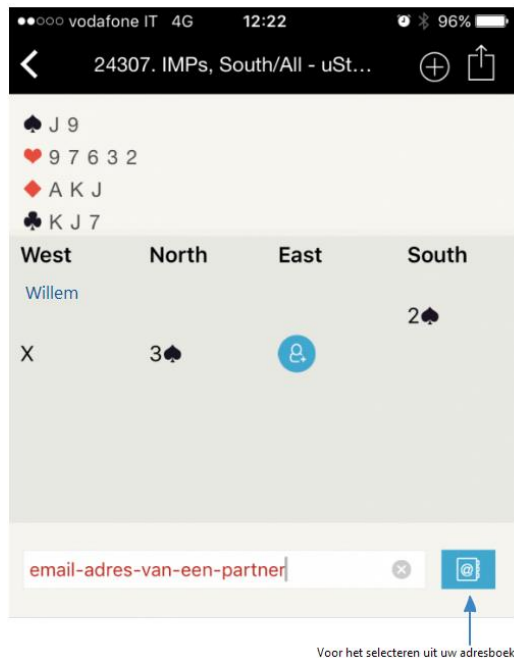 ●●○○○ vodafone IT 4G 12:22 96%
24307. IMPs, South/All - uSt...
♠ J 9
♥ 9 7 6 3 2
♦ A K J
♣ K J 7
West North East South
Willem
2♠
X 3♠
email-adres-van-een-partner
@
Voor het selecteren uit uw adresboek